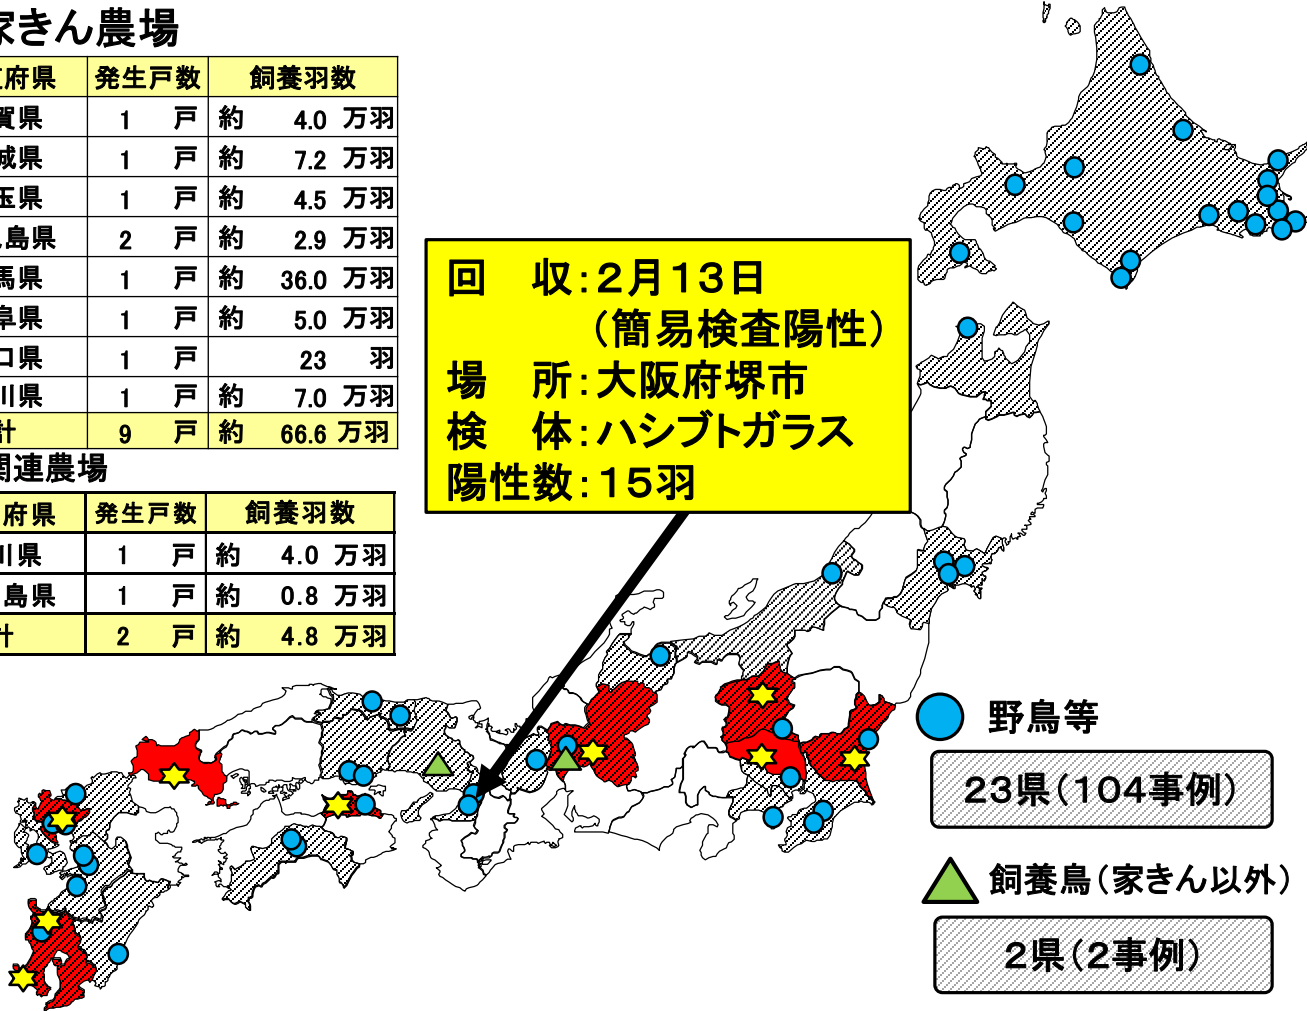 家きん農場
府県 発生戸数 飼養羽数
賀県 1 戸 約 4.0 万羽
城県 1 戸 約 7.2 万羽
玉県 1 戸 約 4.5 万羽
島県 2 戸 約 2.9 万羽
馬県 1 戸 約 36.0 万羽
阜県 1 戸 約 5.0 万羽
口県 1 戸 23 羽
川県 1 戸 約 7.0 万羽
計 9 戸 約 66.6 万羽
関連農場
府県 発生戸数 飼養羽数
川県 1 戸 約 4.0 万羽
島県 1 戸 約 0.8 万羽
計 2 戸 約 4.8 万羽
回　収：２月１３日
（簡易検査陽性）
場　所：大阪府堺市
検　体：ハシブトガラス
陽性数：１５羽
野鳥等
２３県（１０４事例）
飼養鳥（家きん以外）
２県（２事例）